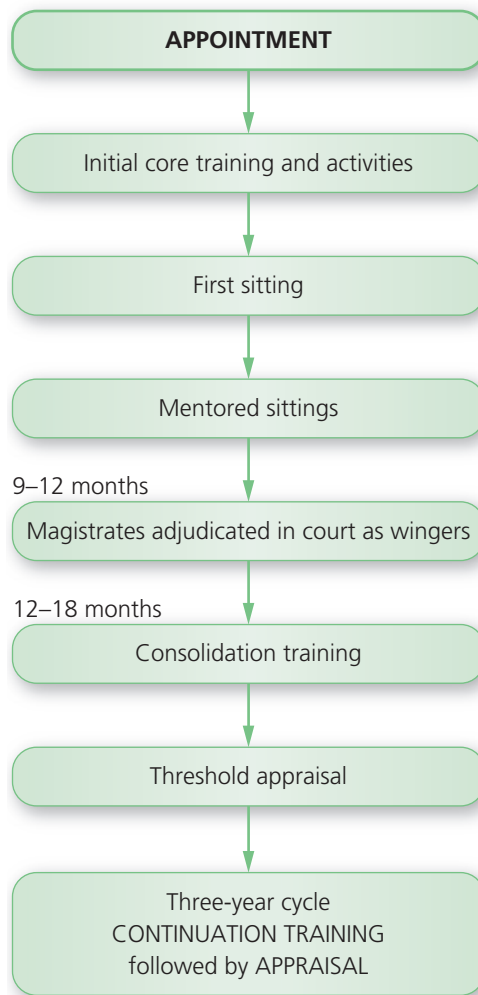 APPOINTMENT
Initial core training and activities
First sitting
Mentored sittings
9–12 months
Magistrates adjudicated in court as wingers
12–18 months
Consolidation training
Threshold appraisal
Three-year cycle
CONTINUATION TRAINING
followed by APPRAISAL